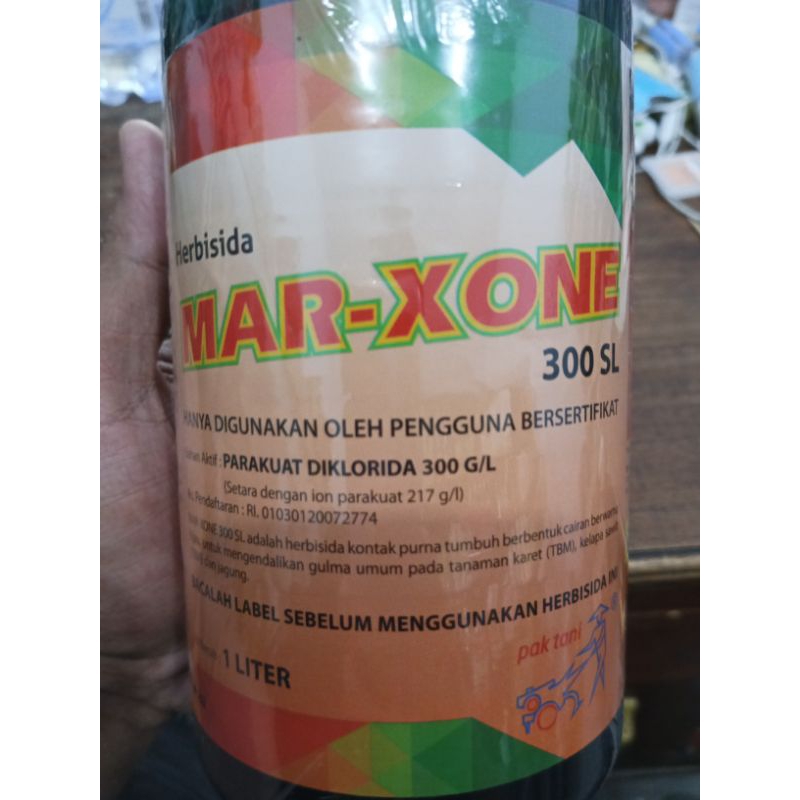 Herbisida
MAR-XONE
300 SL
HANYA DIGUNAKAN OLEH PENGGUNA BERSERTIFIKAT
Aktif : PARAKUAT DIKLORIDA 300 G/L
(Setara dengan ion parakuat 217 g/l)
Pendaftaran : RI. 01030120072774
XONE 300 SL adalah herbisida kontak purna tumbuh berbentuk cairan berwarna
untuk mengendalikan gulma umum pada tanaman karet (TBM), kelapa sawit
dan jagung.
BACALAH LABEL SEBELUM MENGGUNAKAN HERBISIDA INI
pak tani
1 LITER